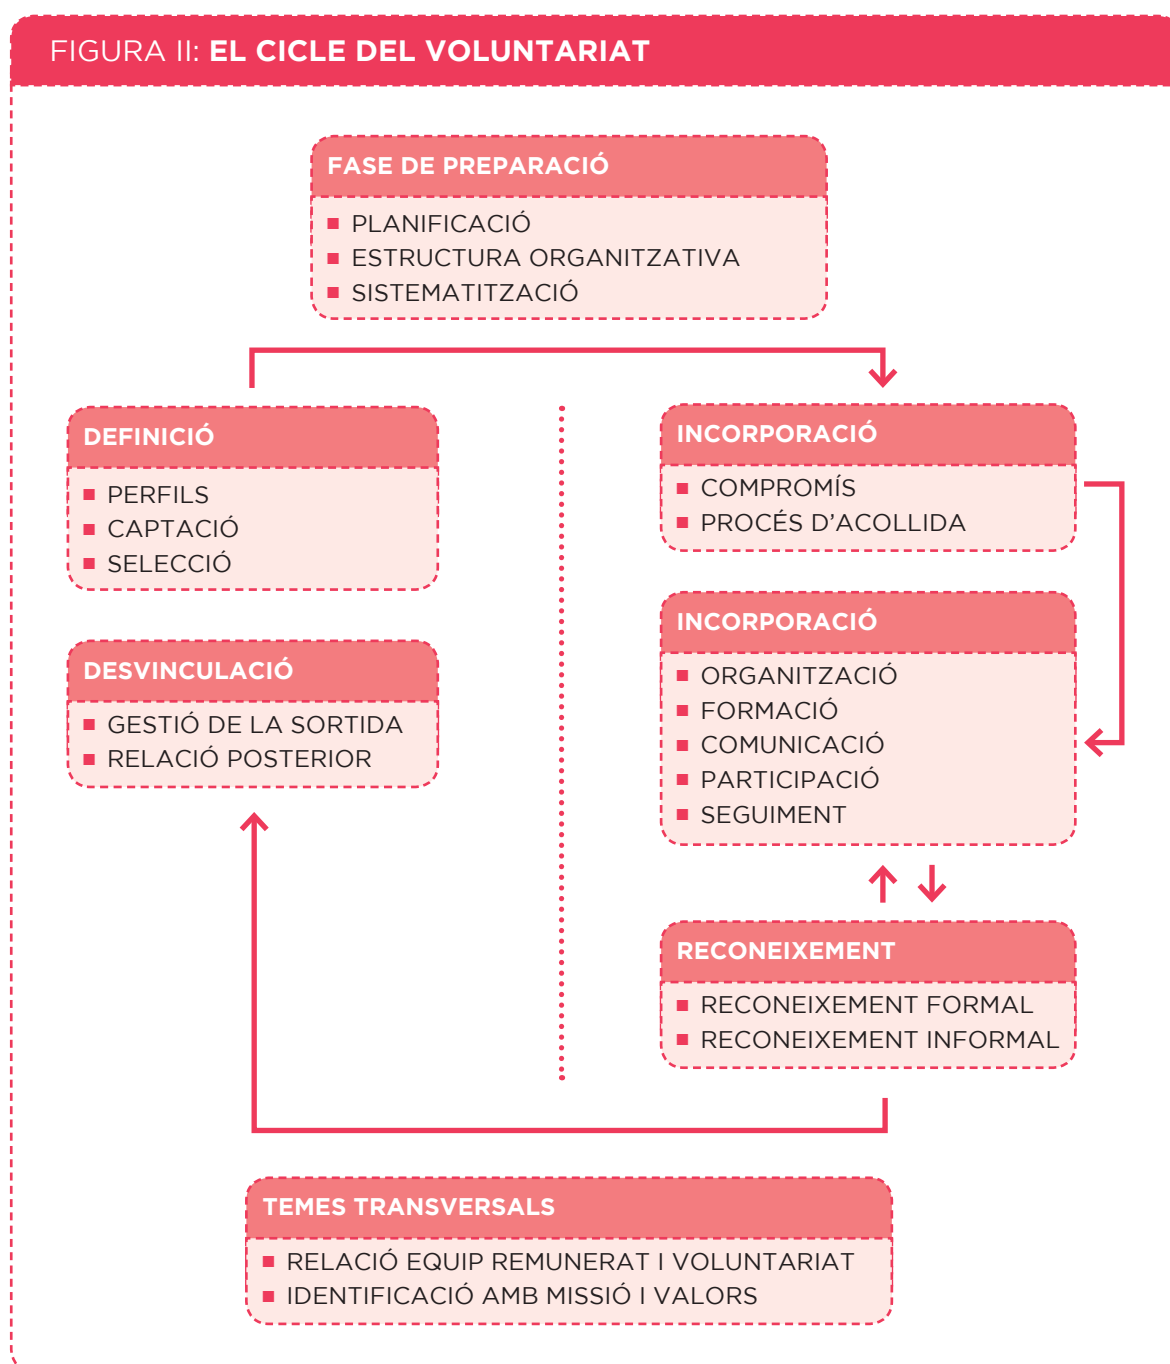 FIGURA II: EL CICLE DEL VOLUNTARIAT
FASE DE PREPARACIÓ
PLANIFICACIÓ
ESTRUCTURA ORGANITZATIVA
SISTEMATITZACIÓ
DEFINICIÓ
PERFILS
CAPTACIÓ
SELECCIÓ
DESVINCULACIÓ
GESTIÓ DE LA SORTIDA
RELACIÓ POSTERIOR
INCORPORACIÓ
COMPROMÍS
PROCÉS D’ACOLLIDA
INCORPORACIÓ
ORGANITZACIÓ
FORMACIÓ
COMUNICACIÓ
PARTICIPACIÓ
SEGUIMENT
RECONEIXEMENT
RECONEIXEMENT FORMAL
RECONEIXEMENT INFORMAL
TEMES TRANSVERSALS
RELACIÓ EQUIP REMUNERAT I VOLUNTARIAT
IDENTIFICACIÓ AMB MISSIÓ I VALORS